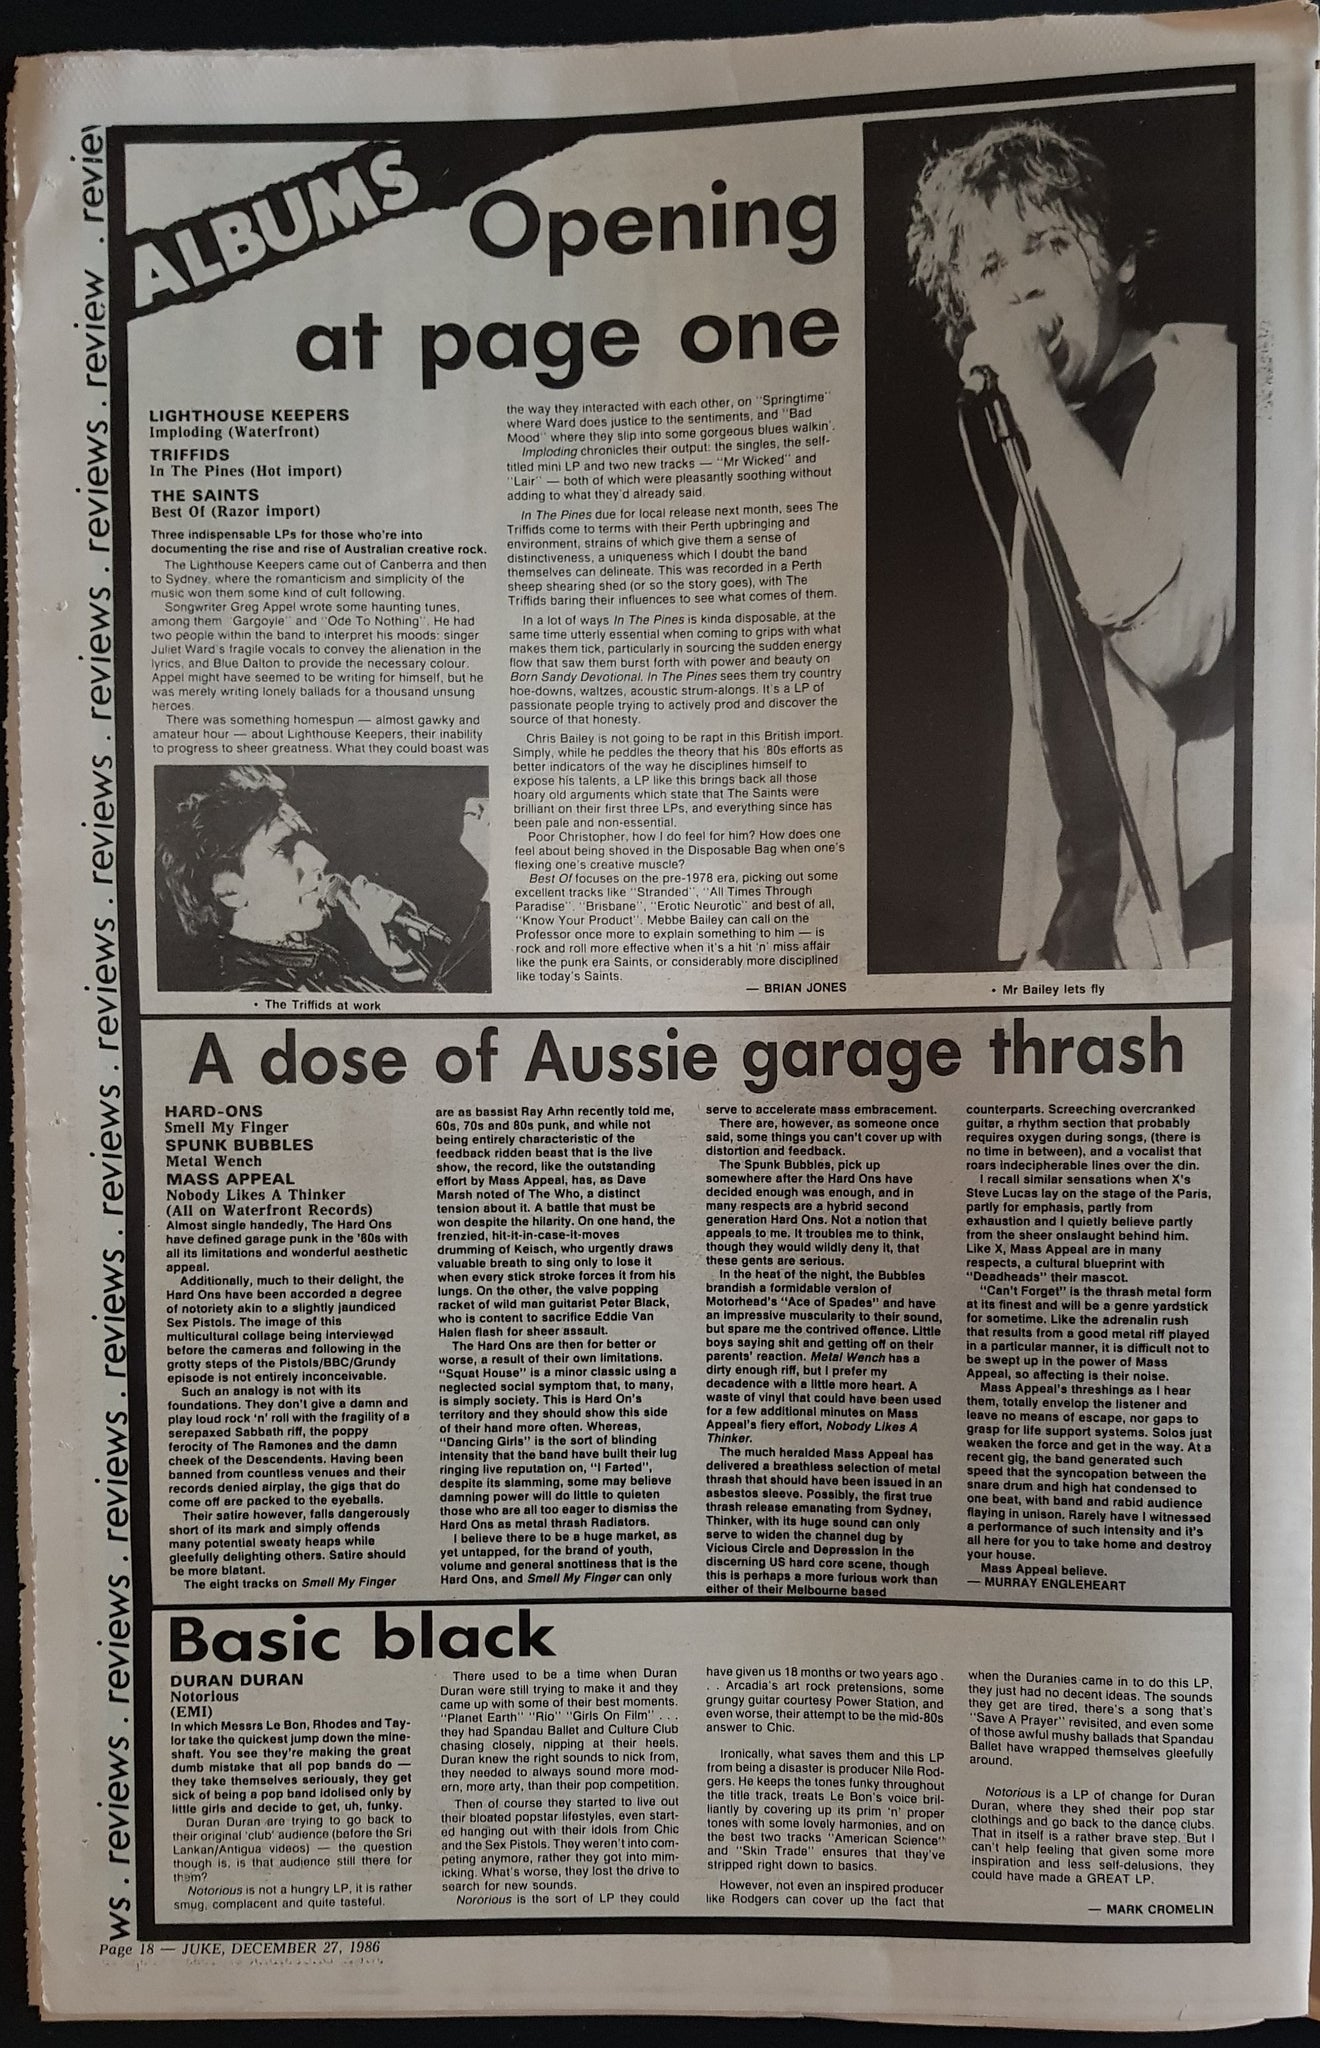 ws . reviews . reviews . reviews . reviews . reviews . reviews . reviews . reviews . review . review
ALBUMS
Opening
at page one
LIGHTHOUSE KEEPERS
Imploding (Waterfront)
TRIFFIDS
In The Pines (Hot import)
THE SAINTS
Best Of (Razor import)
Three indispensable LPs for those who're into
documenting the rise and rise of Australian creative rock.
The Lighthouse Keepers came out of Canberra and then
to Sydney, where the romanticism and simplicity of the
music won them some kind of cult following.
Songwriter Greg Appel wrote some haunting tunes,
among them "Gargoyle" and "Ode To Nothing". He had
two people within the band to interpret his moods: singer
Juliet Ward's fragile vocals to convey the alienation in the
lyrics, and Blue Dalton to provide the necessary colour.
Appel might have seemed to be writing for himself, but he
was merely writing lonely ballads for a thousand unsung
heroes.
There was something homespun — almost gawky and
amateur hour — about Lighthouse Keepers, their inability
to progress to sheer greatness. What they could boast was
• The Triffids at work
the way they interacted with each other, on "Springtime"
where Ward does justice to the sentiments, and "Bad
Mood" where they slip into some gorgeous blues walkin'.
Imploding chronicles their output: the singles, the self-
titled mini LP and two new tracks — "Mr Wicked" and
"Lair" — both of which were pleasantly soothing without
adding to what they'd already said.
In The Pines due for local release next month, sees The
Triffids come to terms with their Perth upbringing and
environment, strains of which give them a sense of
distinctiveness, a uniqueness which I doubt the band
themselves can delineate. This was recorded in a Perth
sheep shearing shed (or so the story goes), with The
Triffids baring their influences to see what comes of them.
In a lot of ways In The Pines is kinda disposable, at the
same time utterly essential when coming to grips with what
makes them tick, particularly in sourcing the sudden energy
flow that saw them burst forth with power and beauty on
Born Sandy Devotional. In The Pines sees them try country
hoe-downs, waltzes, acoustic strum-alongs. It's a LP of
passionate people trying to actively prod and discover the
source of that honesty.
Chris Bailey is not going to be rapt in this British import.
Simply, while he peddles the theory that his '80s efforts as
better indicators of the way he disciplines himself to
expose his talents, a LP like this brings back all those
hoary old arguments which state that The Saints were
brilliant on their first three LPs, and everything since has
been pale and non-essential.
Poor Christopher, how I do feel for him? How does one
feel about being shoved in the Disposable Bag when one's
flexing one's creative muscle?
Best Of focuses on the pre-1978 era, picking out some
excellent tracks like "Stranded", "All Times Through
Paradise", "Brisbane", "Erotic Neurotic" and best of all,
"Know Your Product". Mebbe Bailey can call on the
Professor once more to explain something to him — is
rock and roll more effective when it's a hit 'n' miss affair
like the punk era Saints, or considerably more disciplined
like today's Saints.
— BRIAN JONES
• Mr Bailey lets fly
A dose of Aussie garage thrash
HARD-ONS
Smell My Finger
SPUNK BUBBLES
Metal Wench
MASS APPEAL
Nobody Likes A Thinker
(All on Waterfront Records)
Almost single handedly, The Hard Ons
have defined garage punk in the '80s with
all its limitations and wonderful aesthetic
appeal.
Additionally, much to their delight, the
Hard Ons have been accorded a degree
of notoriety akin to a slightly jaundiced
Sex Pistols. The image of this
multicultural collage being interviewed
before the cameras and following in the
grotty steps of the Pistols/BBC/Grundy
episode is not entirely inconceivable.
Such an analogy is not with its
foundations. They don't give a damn and
play loud rock 'n' roll with the fragility of a
serepaxed Sabbath riff, the poppy
ferocity of The Ramones and the damn
cheek of the Descendents. Having been
banned from countless venues and their
records denied airplay, the gigs that do
come off are packed to the eyeballs.
Their satire however, falls dangerously
short of its mark and simply offends
many potential sweaty heaps while
gleefully delighting others. Satire should
be more blatant.
The eight tracks on Smell My Finger
are as bassist Ray Arhn recently told me,
60s, 70s and 80s punk, and while not
being entirely characteristic of the
feedback ridden beast that is the live
show, the record, like the outstanding
effort by Mass Appeal, has, as Dave
Marsh noted of The Who, a distinct
tension about it. A battle that must be
won despite the hilarity. On one hand, the
frenzied, hit-it-in-case-it-moves
drumming of Keisch, who urgently draws
valuable breath to sing only to lose it
when every stick stroke forces it from his
lungs. On the other, the valve popping
racket of wild man guitarist Peter Black,
who is content to sacrifice Eddie Van
Halen flash for sheer assault.
The Hard Ons are then for better or
worse, a result of their own limitations.
"Squat House" is a minor classic using a
neglected social symptom that, to many,
is simply society. This is Hard On's
territory and they should show this side
of their hand more often. Whereas,
"Dancing Girls" is the sort of blinding
intensity that the band have built their lug
ringing live reputation on, "I Farted",
despite its slamming, some may believe
damning power will do little to quieten
those who are all too eager to dismiss the
Hard Ons as metal thrash Radiators.
I believe there to be a huge market, as
yet untapped, for the brand of youth,
volume and general snottiness that is the
Hard Ons, and Smell My Finger can only
serve to accelerate mass embracement.
There are, however, as someone once
said, some things you can't cover up with
distortion and feedback.
The Spunk Bubbles, pick up
somewhere after the Hard Ons have
decided enough was enough, and in
many respects are a hybrid second
generation Hard Ons. Not a notion that
appeals to me. It troubles me to think,
though they would wildly deny it, that
these gents are serious.
In the heat of the night, the Bubbles
brandish a formidable version of
Motorhead's "Ace of Spades" and have
an impressive muscularity to their sound,
but spare me the contrived offence. Little
boys saying shit and getting off on their
parents' reaction. Metal Wench has a
dirty enough riff, but I prefer my
decadence with a little more heart. A
waste of vinyl that could have been used
for a few additional minutes on Mass
Appeal's fiery effort, Nobody Likes A
Thinker.
The much heralded Mass Appeal has
delivered a breathless selection of metal
thrash that should have been issued in an
asbestos sleeve. Possibly, the first true
thrash release emanating from Sydney,
Thinker, with its huge sound can only
serve to widen the channel dug by
Vicious Circle and Depression in the
discerning US hard core scene, though
this is perhaps a more furious work than
either of their Melbourne based
counterparts. Screeching overcranked
guitar, a rhythm section that probably
requires oxygen during songs, (there is
no time in between), and a vocalist that
roars indecipherable lines over the din.
I recall similar sensations when X's
Steve Lucas lay on the stage of the Paris,
partly for emphasis, partly from
exhaustion and I quietly believe partly
from the sheer onslaught behind him.
Like X, Mass Appeal are in many
respects, a cultural blueprint with
"Deadheads" their mascot.
"Can't Forget" is the thrash metal form
at its finest and will be a genre yardstick
for sometime. Like the adrenalin rush
that results from a good metal riff played
in a particular manner, it is difficult not to
be swept up in the power of Mass
Appeal, so affecting is their noise.
Mass Appeal's threshings as I hear
them, totally envelop the listener and
leave no means of escape, nor gaps to
grasp for life support systems. Solos just
weaken the force and get in the way. At a
recent gig, the band generated such
speed that the syncopation between the
snare drum and high hat condensed to
one beat, with band and rabid audience
flaying in unison. Rarely have I witnessed
a performance of such intensity and it's
all here for you to take home and destroy
your house.
Mass Appeal believe.
— MURRAY ENGLEHEART
Basic black
DURAN DURAN
Notorious
(EMI)
In which Messrs Le Bon, Rhodes and Tay-
lor take the quickest jump down the mine-
shaft. You see they're making the great
dumb mistake that all pop bands do —
they take themselves seriously, they get
sick of being a pop band idolised only by
little girls and decide to get, uh, funky.
Duran Duran are trying to go back to
their original 'club' audience (before the Sri
Lankan/Antigua videos) — the question
though is, is that audience still there for
them?
Notorious is not a hungry LP, it is rather
smug, complacent and quite tasteful.
There used to be a time when Duran
Duran were still trying to make it and they
came up with some of their best moments.
"Planet Earth" "Rio" "Girls On Film" . . .
they had Spandau Ballet and Culture Club
chasing closely, nipping at their heels.
Duran knew the right sounds to nick from,
they needed to always sound more mod-
ern, more arty, than their pop competition.
Then of course they started to live out
their bloated popstar lifestyles, even start-
ed hanging out with their idols from Chic
and the Sex Pistols. They weren't into com-
peting anymore, rather they got into mim-
icking. What's worse, they lost the drive to
search for new sounds.
Nororious is the sort of LP they could
have given us 18 months or two years ago .
. . Arcadia's art rock pretensions, some
grungy guitar courtesy Power Station, and
even worse, their attempt to be the mid-80s
answer to Chic.
Ironically, what saves them and this LP
from being a disaster is producer Nile Rod-
gers. He keeps the tones funky throughout
the title track, treats Le Bon's voice bril-
liantly by covering up its prim 'n' proper
tones with some lovely harmonies, and on
the best two tracks "American Science"
and "Skin Trade" ensures that they've
stripped right down to basics.
However, not even an inspired producer
like Rodgers can cover up the fact that
when the Duranies came in to do this LP,
they just had no decent ideas. The sounds
they get are tired, there's a song that's
"Save A Prayer" revisited, and even some
of those awful mushy ballads that Spandau
Ballet have wrapped themselves gleefully
around.
Notorious is a LP of change for Duran
Duran, where they shed their pop star
clothings and go back to the dance clubs.
That in itself is a rather brave step. But I
can't help feeling that given some more
inspiration and less self-delusions, they
could have made a GREAT LP.
— MARK CROMELIN
Page 18 — JUKE, DECEMBER 27, 1986